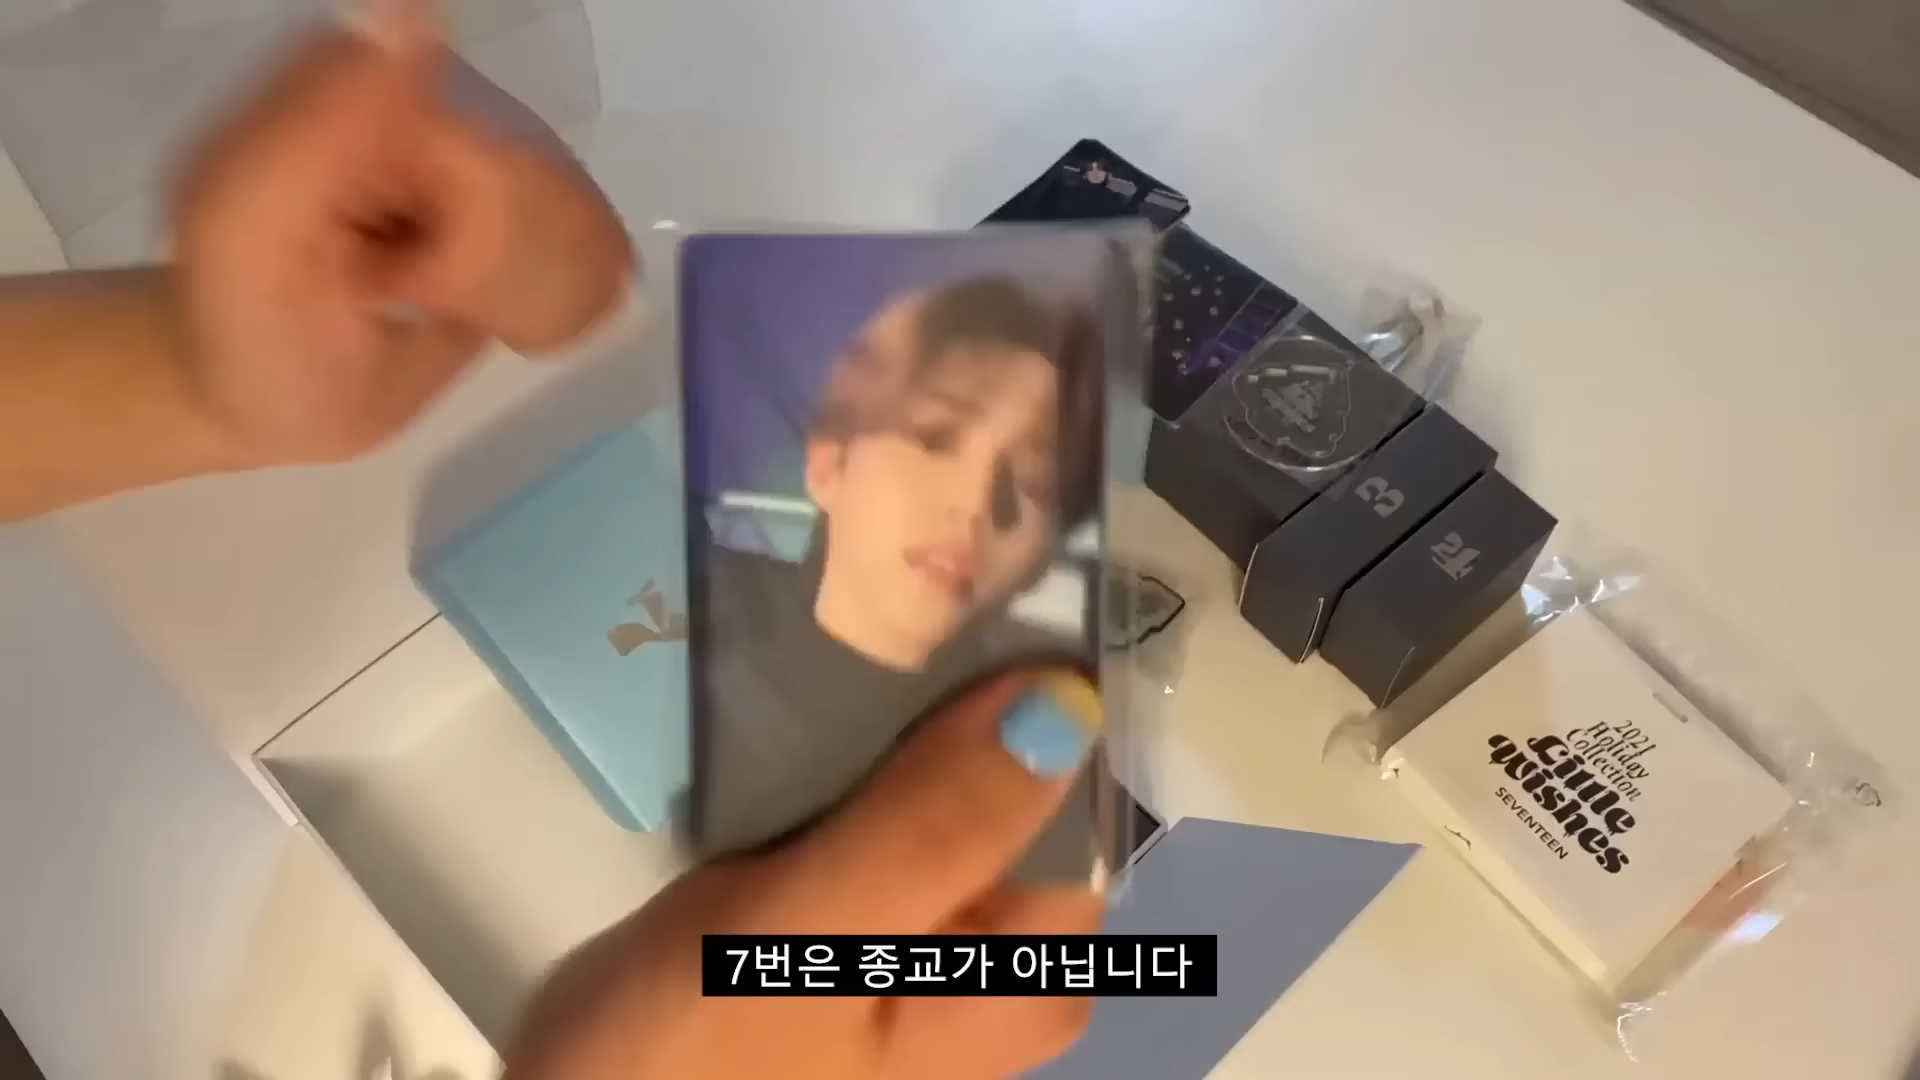 3
2021
Holiday
Collection
Little
Wishes
SEVENTEEN
7번은 종교가 아닙니다